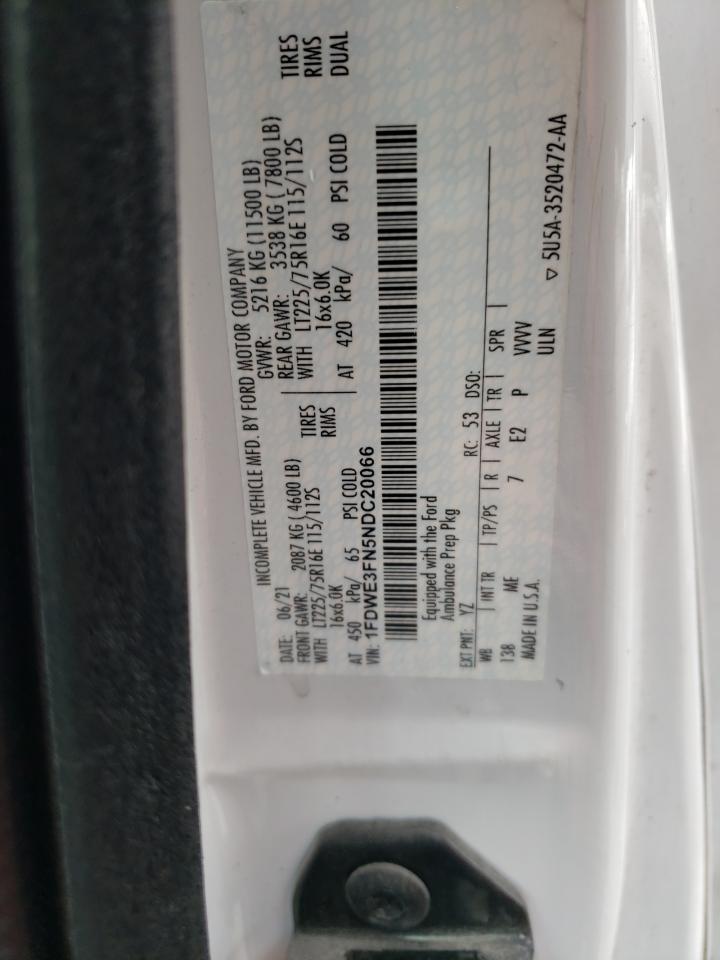 INCOMPLETE VEHICLE MFD. BY FORD MOTOR COMPANY
DATE: 06/21 GVWR: 5216 KG (11500 LB)
FRONT GAWR: 2087 KG (4600 LB) REAR GAWR: 3538 KG (7800 LB)
WITH LT225/75R16E 115/112S TIRES WITH LT225/75R16E 115/112S TIRES
16x6.0K RIMS 16x6.0K RIMS
AT 450 kPa/ 65 PSI COLD AT 420 kPa/ 60 PSI COLD DUAL
VIN: 1FDWE3FN5NDC20066
Equipped with the Ford
Ambulance Prep Pkg
EXT PNT: YZ RC: 53 DSO:
WB INT TR TP/PS R AXLE TR SPR
138 ME 7 E2 P VVVV
MADE IN U.S.A. ULN
▽ 5U5A-3520472-AA